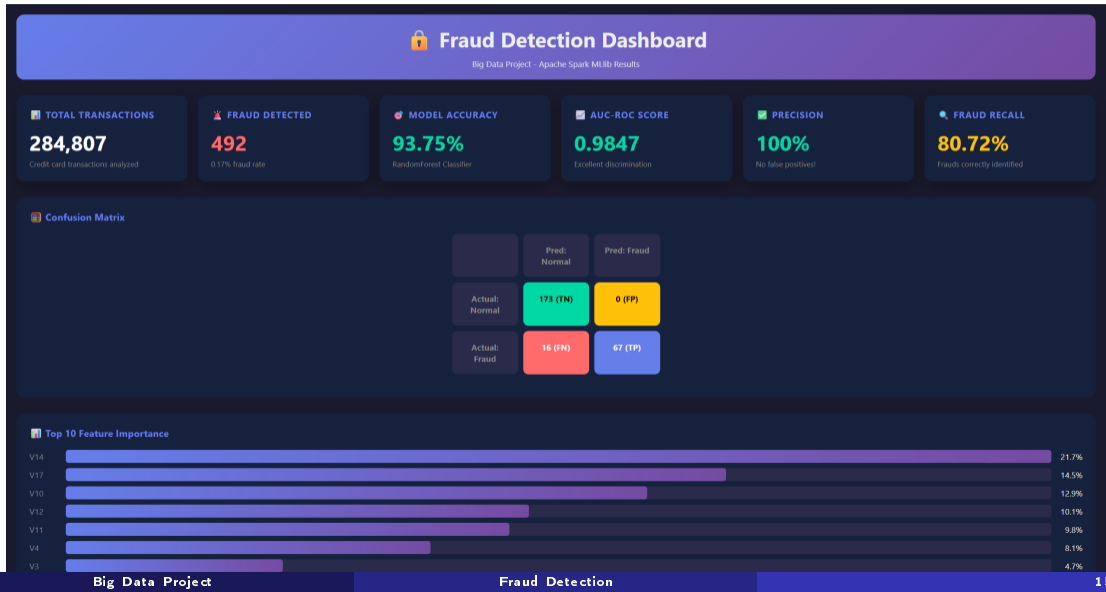 🔒 Fraud Detection Dashboard
Big Data Project - Apache Spark MLlib Results
TOTAL TRANSACTIONS
284,807
Credit card transactions analyzed
FRAUD DETECTED
492
0.17% fraud rate
MODEL ACCURACY
93.75%
RandomForest Classifier
AUC-ROC SCORE
0.9847
Excellent discrimination
PRECISION
100%
No false positives!
FRAUD RECALL
80.72%
Frauds correctly identified
Confusion Matrix
Pred:
Normal
Pred: Fraud
Actual:
Normal
173 (TN)
0 (FP)
Actual:
Fraud
16 (FN)
67 (TP)
Top 10 Feature Importance
V14 21.7%
V17 14.5%
V10 12.9%
V12 10.1%
V11 9.8%
V4 8.1%
V3 4.7%
Big Data Project
Fraud Detection